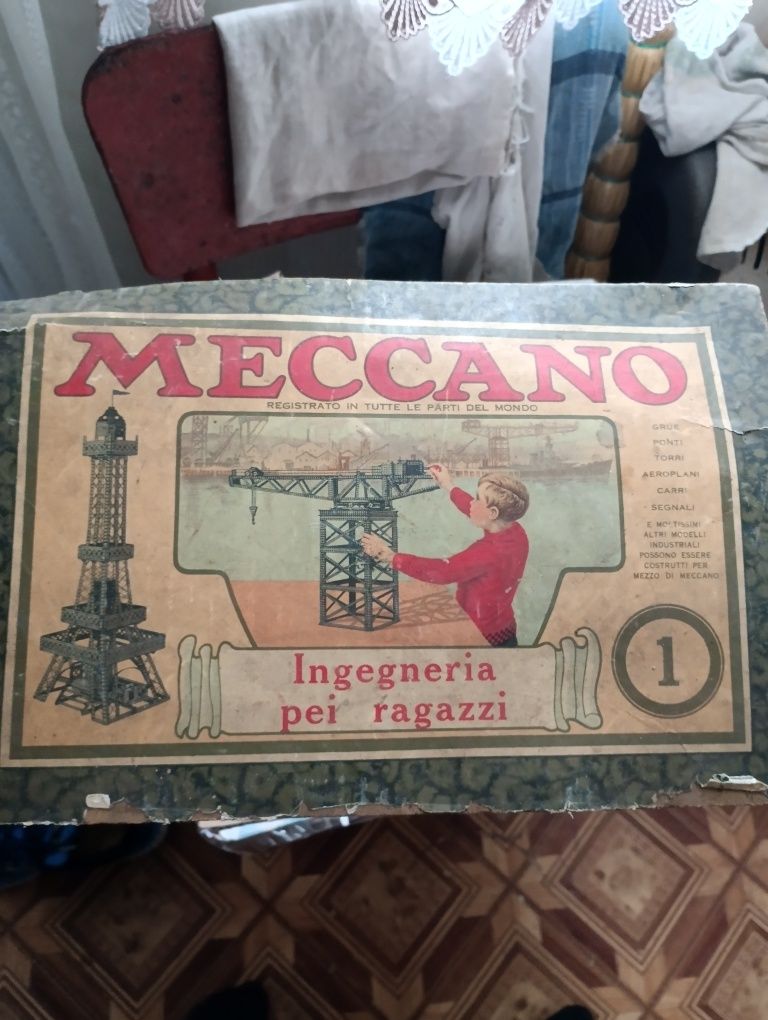 MECCANO
REGISTRATO IN TUTTE LE PARTI DEL MONDO
GRUE
PONTI
TORRI
AEROPLANI
CARRI
SEGNALI
E MOLTISSIMI
ALTRI MODELLI
INDUSTRIALI
POSSONO ESSERE
COSTRUTTI PER
MEZZO DI MECCANO
1
Ingegneria
pei ragazzi